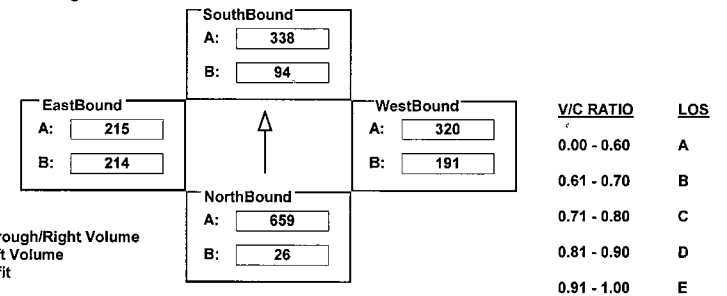 SouthBound
A: 338
B: 94
EastBound
A: 215
B: 214
WestBound
A: 320
B: 191
NorthBound
A: 659
B: 26
rough/Right Volume
ft Volume
fit
V/C RATIO LOS
0.00 - 0.60 A
0.61 - 0.70 B
0.71 - 0.80 C
0.81 - 0.90 D
0.91 - 1.00 E